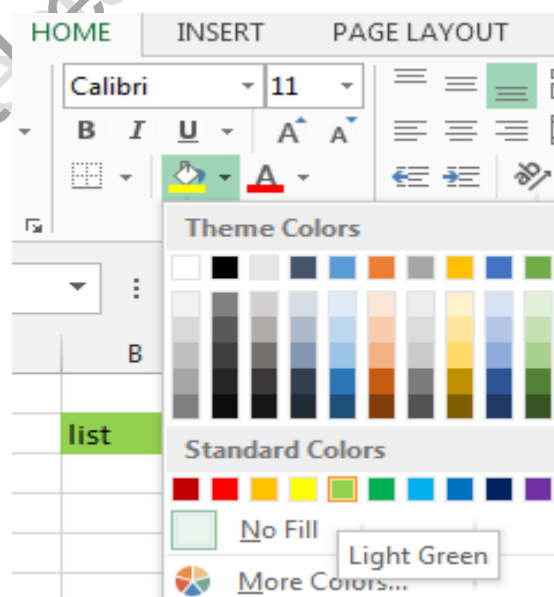 HOME INSERT PAGE LAYOUT
Calibri 11
B I U A A
A
Theme Colors
B
list
Standard Colors
No Fill
Light Green
More Colors...